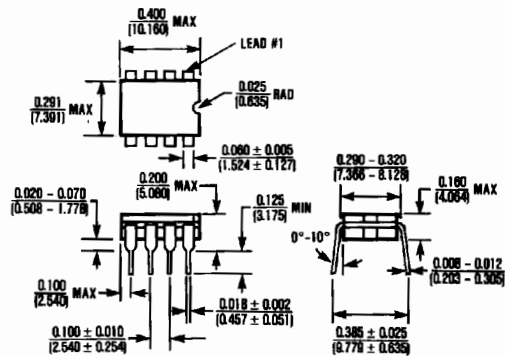 0.400
(10.160)
MAX
LEAD #1
0.025
(0.635)
RAD
0.291
(7.391)
MAX
0.060 ± 0.005
(1.524 ± 0.127)
0.290 - 0.320
(7.366 - 8.128)
0.200
(5.080)
MAX
0.020 - 0.070
(0.508 - 1.778)
0.125
(3.175)
MIN
0.160
(4.064)
MAX
0°-10°
0.008 - 0.012
(0.203 - 0.305)
0.100
(2.540)
MAX
0.018 ± 0.002
(0.457 ± 0.051)
0.100 ± 0.010
(2.540 ± 0.254)
0.385 ± 0.025
(9.779 ± 0.635)